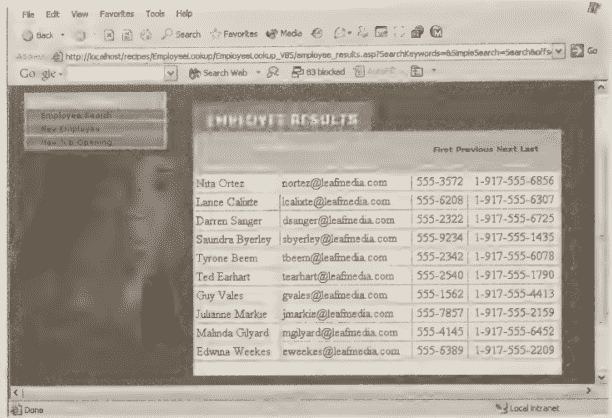 File Edit View Favorites Tools Help
Back Search Favorites Media
Address http://localhost/recipes/EmployeeLookup/EmployeeLookup_VBS/employee_results.asp?SearchKeywords=&SimpleSearch=Search&offs Go
Google Search Web 83 blocked AutoFill
Employee Search
New Employee
New Job Opening
EMPLOYEE RESULTS
First Previous Next Last
Nita Ortez nortez@leafmedia.com 555-3572 1-917-555-6856
Lance Calixte lcalixte@leafmedia.com 555-6208 1-917-555-6307
Darren Sanger dsanger@leafmedia.com 555-2322 1-917-555-6725
Saundra Byerley sbyerley@leafmedia.com 555-9234 1-917-555-1435
Tyrone Beem tbeem@leafmedia.com 555-2342 1-917-555-6078
Ted Earhart tearhart@leafmedia.com 555-2540 1-917-555-1790
Guy Vales gvales@leafmedia.com 555-1562 1-917-555-4413
Julianne Markie jmarkie@leafmedia.com 555-7857 1-917-555-2159
Malinda Gilyard mgilyard@leafmedia.com 555-4145 1-917-555-6452
Edwina Weekes eweekes@leafmedia.com 555-6389 1-917-555-2209
Done Local intranet